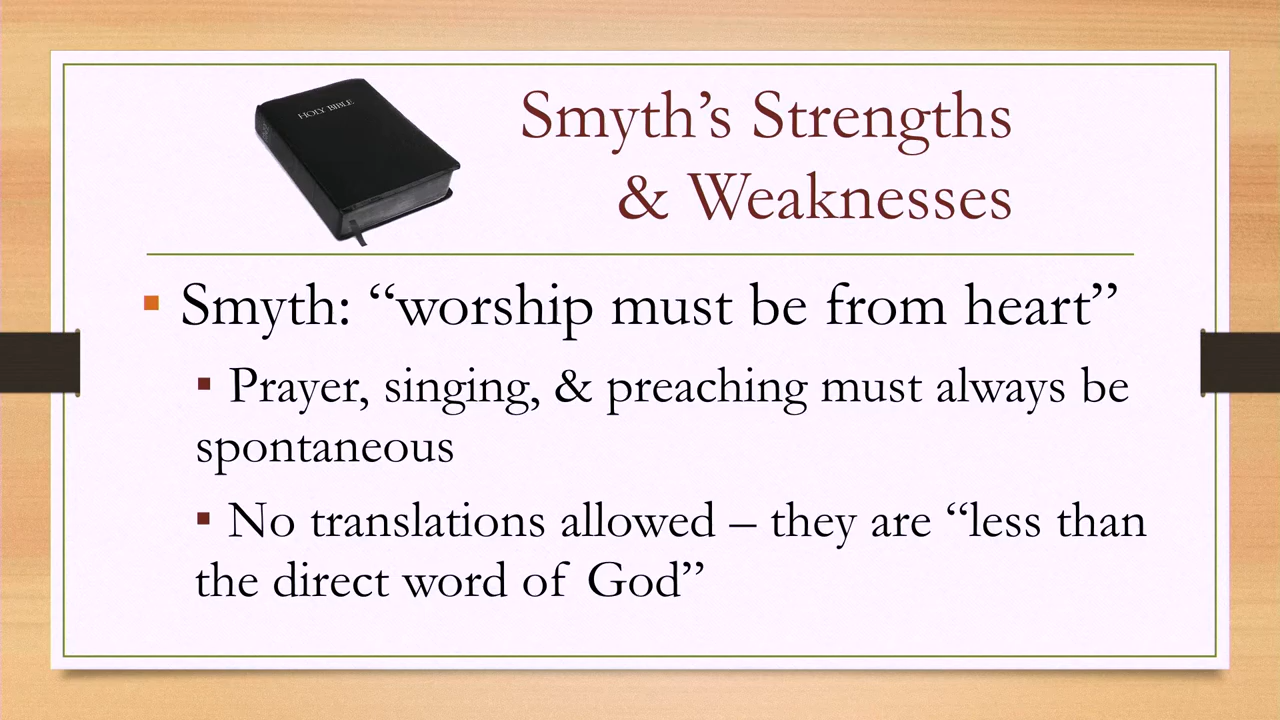 HOLY BIBLE
Smyth’s Strengths
& Weaknesses
▪ Smyth: “worship must be from heart”
▪ Prayer, singing, & preaching must always be
spontaneous
▪ No translations allowed – they are “less than
the direct word of God”